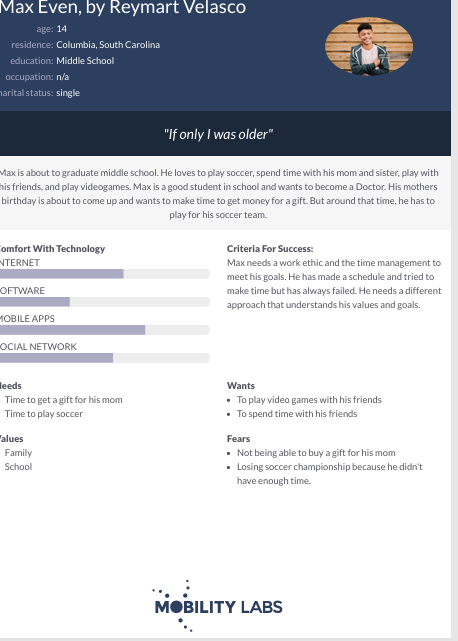 Max Even, by Reymart Velasco
age: 14
residence: Columbia, South Carolina
education: Middle School
occupation: n/a
marital status: single
"If only I was older"
Max is about to graduate middle school. He loves to play soccer, spend time with his mom and sister, play with
his friends, and play videogames. Max is a good student in school and wants to become a Doctor. His mothers
birthday is about to come up and wants to make time to get money for a gift. But around that time, he has to
play for his soccer team.
Comfort With Technology
INTERNET
SOFTWARE
MOBILE APPS
SOCIAL NETWORK
Criteria For Success:
Max needs a work ethic and the time management to
meet his goals. He has made a schedule and tried to
make time but has always failed. He needs a different
approach that understands his values and goals.
Needs
Time to get a gift for his mom
Time to play soccer
Wants
• To play video games with his friends
• To spend time with his friends
Values
Family
School
Fears
• Not being able to buy a gift for his mom
• Losing soccer championship because he didn't
have enough time.
MOBILITY LABS